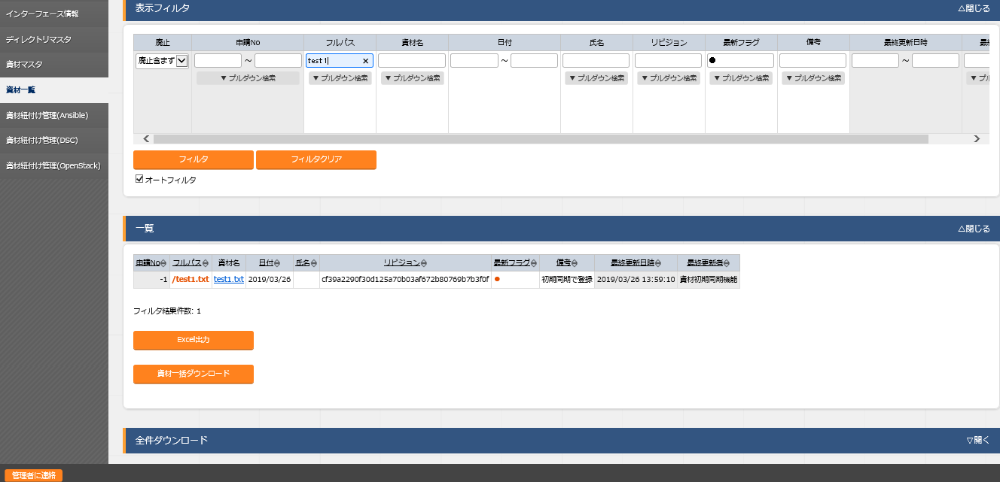 インターフェース情報
ディレクトリマスタ
資材マスタ
資材一覧
資材紐付け管理(Ansible)
資材紐付け管理(DSC)
資材紐付け管理(OpenStack)
表示フィルタ △閉じる
廃止 申請No フルパス 資材名 日付 氏名 リビジョン 最新フラグ 備考 最終更新日時
廃止含まず ～ test1 × ～ ● ～
▼プルダウン検索 ▼プルダウン検索 ▼プルダウン検索 ▼プルダウン検索 ▼プルダウン検索 ▼プルダウン検索 ▼プルダウン検索
フィルタ フィルタクリア
オートフィルタ
一覧 △閉じる
申請No フルパス 資材名 日付 氏名 リビジョン 最新フラグ 備考 最終更新日時 最終更新者
-1 /test1.txt test1.txt 2019/03/26 cf39a2290f30d125a70b03af672b80769b7b3f0f ● 初期同期で登録 2019/03/26 13:59:10 資材初期同期機能
フィルタ結果件数: 1
Excel出力
資材一括ダウンロード
全件ダウンロード ▽開く
管理者に連絡